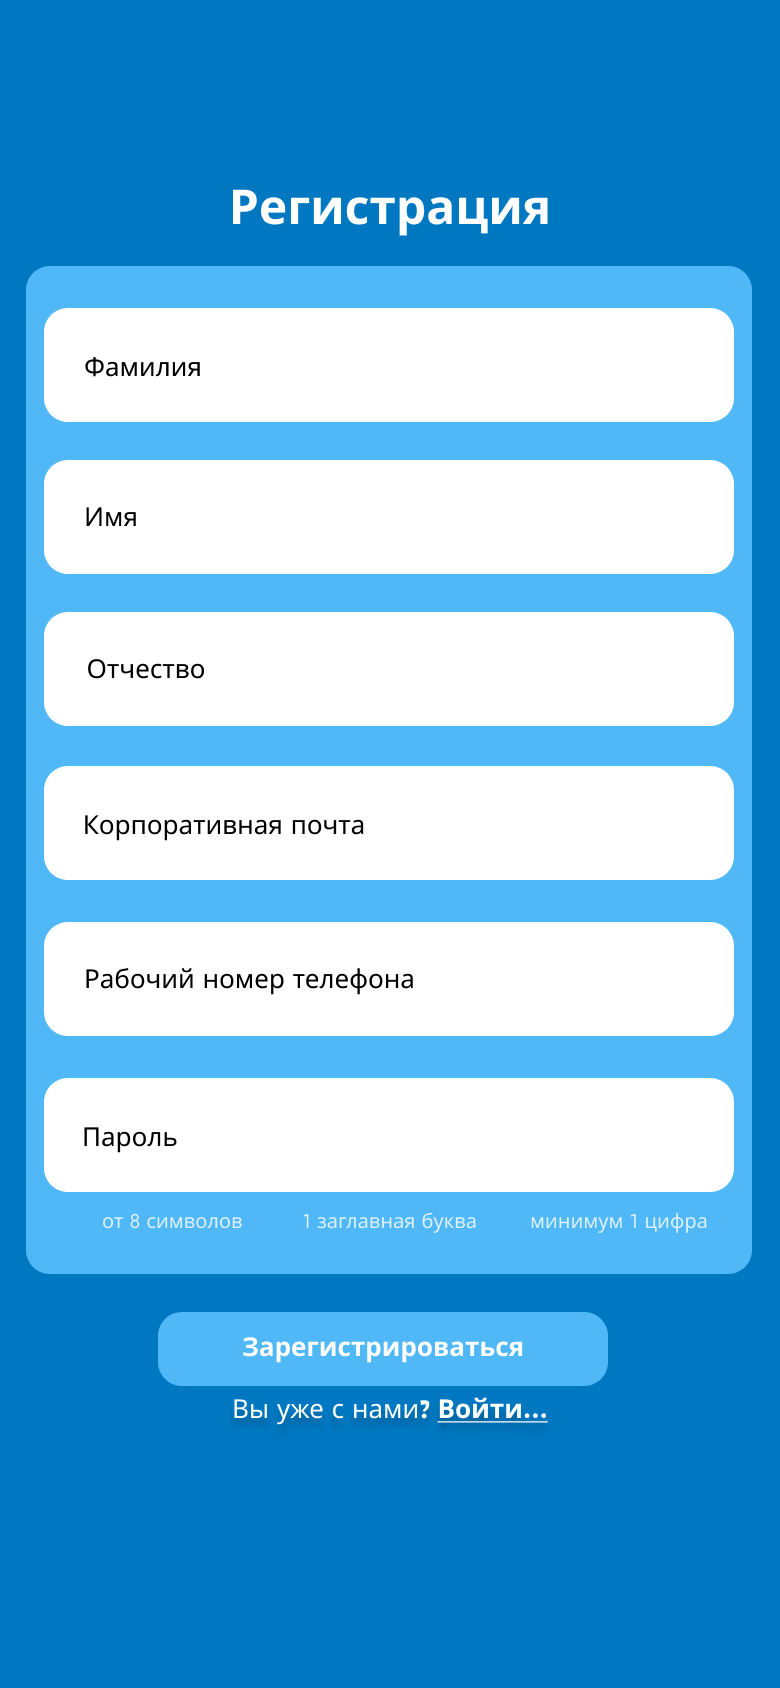 Регистрация
Фамилия
Имя
Отчество
Корпоративная почта
Рабочий номер телефона
Пароль
от 8 символов 1 заглавная буква минимум 1 цифра
Зарегистрироваться
Вы уже с нами? Войти...